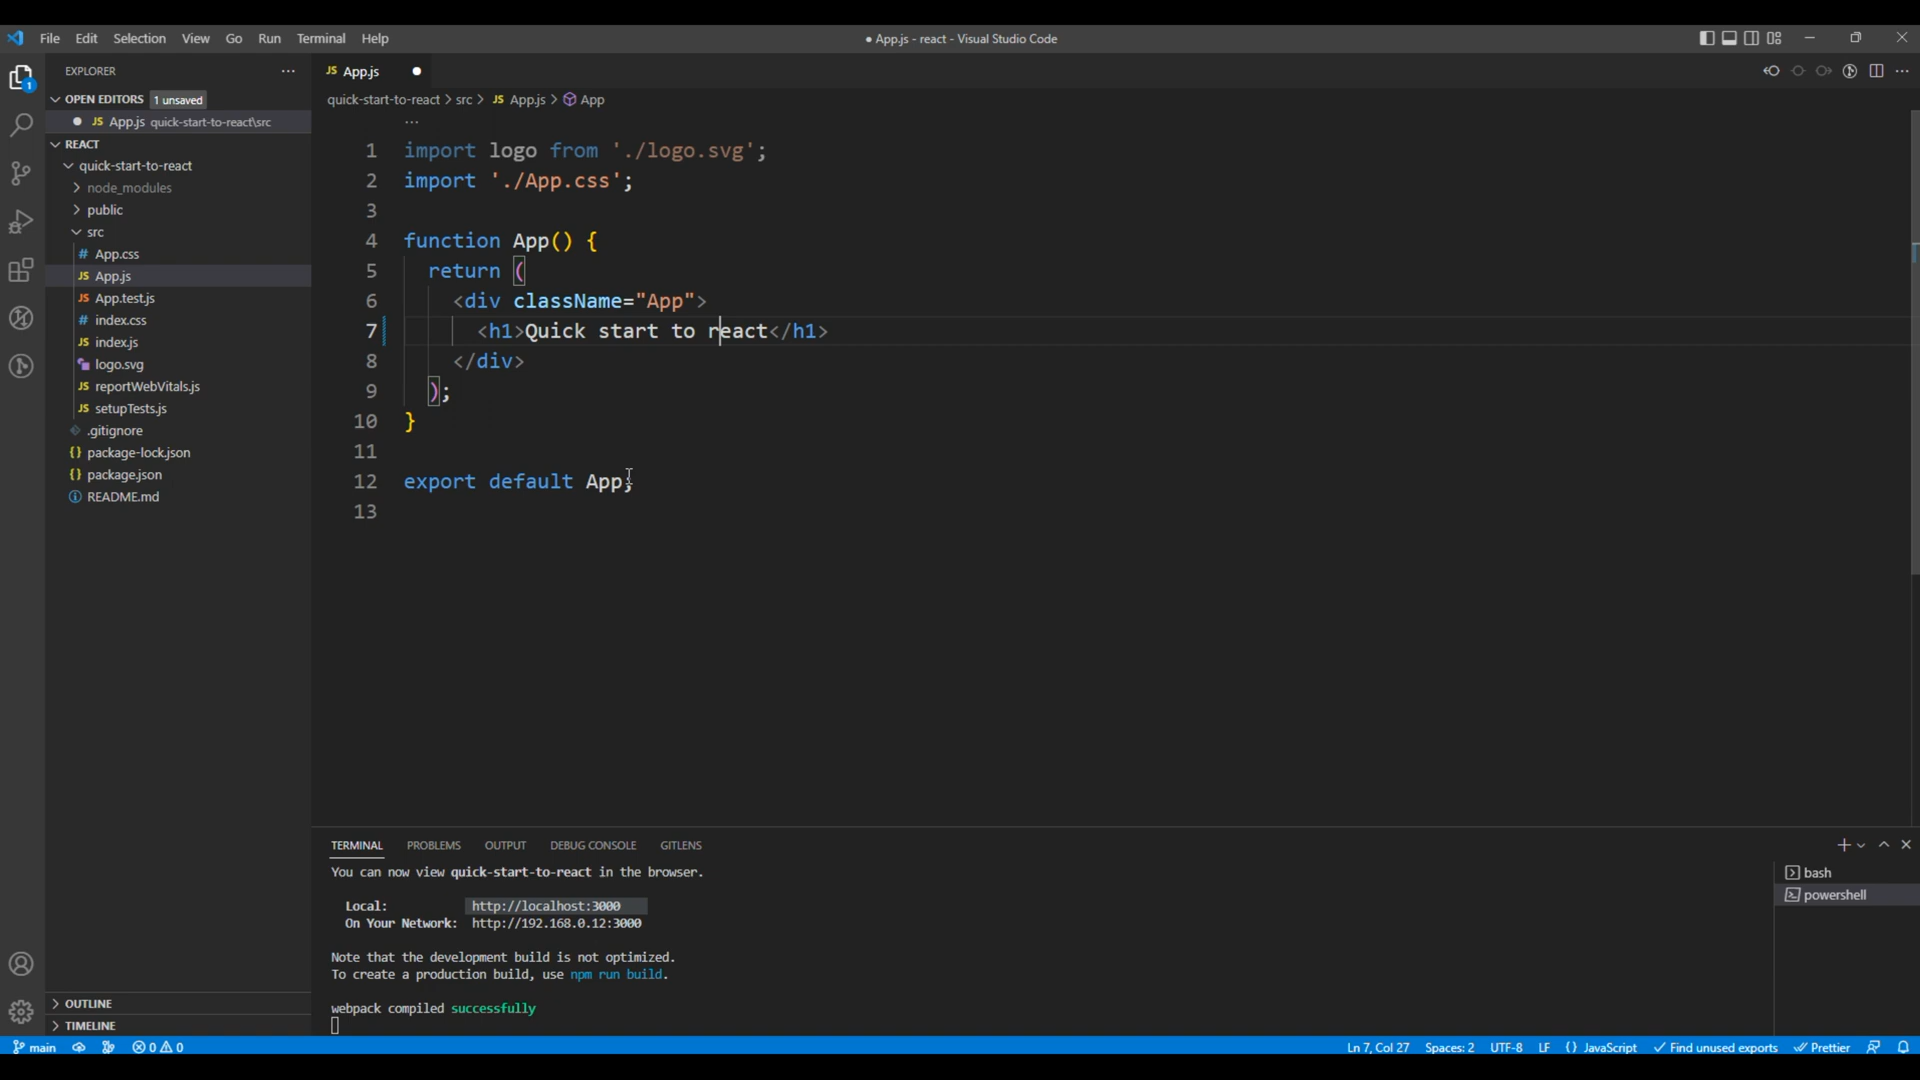 File Edit Selection View Go Run Terminal Help
● App.js - react - Visual Studio Code
EXPLORER
···
OPEN EDITORS 1 unsaved
● JS App.js quick-start-to-react\src
REACT
quick-start-to-react
node_modules
public
src
# App.css
JS App.js
JS App.test.js
# index.css
JS index.js
logo.svg
JS reportWebVitals.js
JS setupTests.js
.gitignore
{} package-lock.json
{} package.json
README.md
OUTLINE
TIMELINE
JS App.js ●
quick-start-to-react > src > JS App.js > App
···
1 import logo from './logo.svg';
2 import './App.css';
3
4 function App() {
5 return (
6 <div className="App">
7 <h1>Quick start to react</h1>
8 </div>
9 );
10 }
11
12 export default App;
13
TERMINAL PROBLEMS OUTPUT DEBUG CONSOLE GITLENS
You can now view quick-start-to-react in the browser.
Local: http://localhost:3000
On Your Network: http://192.168.0.12:3000
Note that the development build is not optimized.
To create a production build, use npm run build.
webpack compiled successfully
bash
powershell
1
main 0 0 Ln 7, Col 27 Spaces: 2 UTF-8 LF {} JavaScript ✓ Find unused exports Prettier